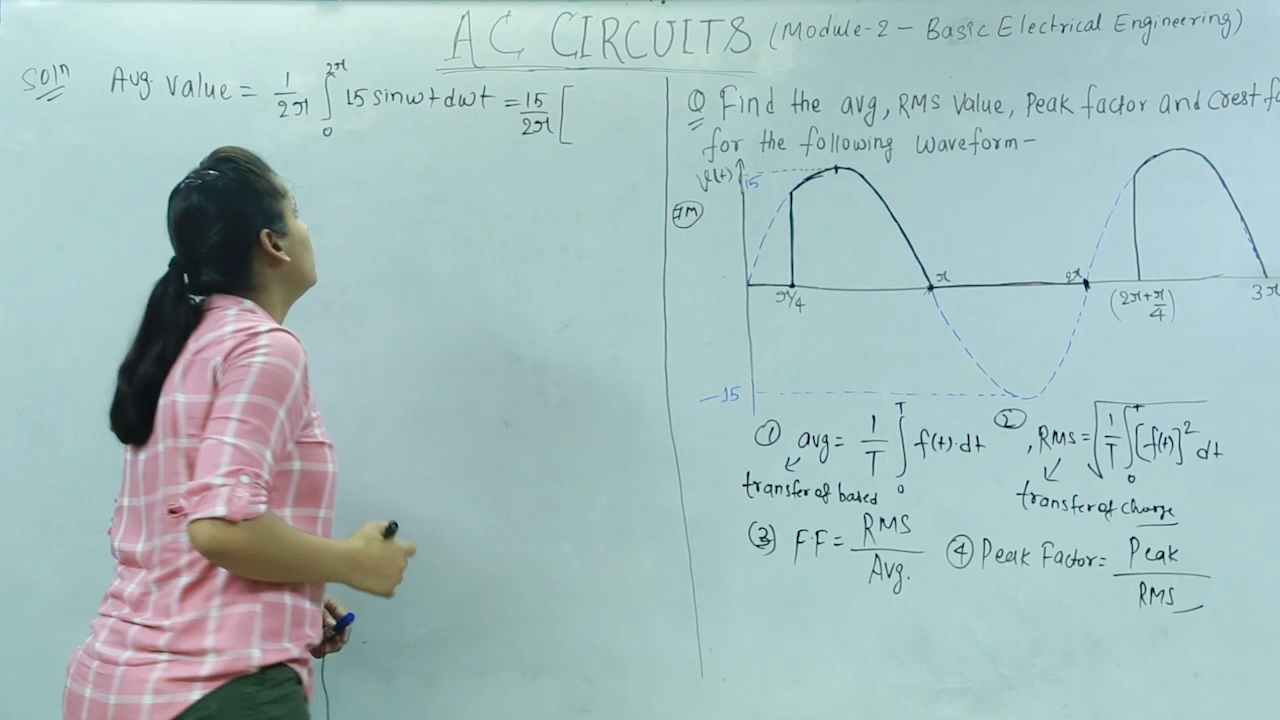 AC CIRCUITS (Module-2 - Basic Electrical Engineering)
Soln Avg value = 1/2π ∫₀^2π 15 sinωt dωt = 15/2π [
Q Find the avg, RMS Value, Peak factor and Crest fa
for the following waveform -
v(t)
15
7M
π/4
π
2π
(2π+π/4)
3π
-15
① avg = 1/T ∫₀^T f(t)·dt
transfer of based
② , RMS = √(1/T ∫₀^T [f(t)]² dt)
transfer of charge
③ F·F = RMS/Avg.
④ Peak Factor = Peak/RMS